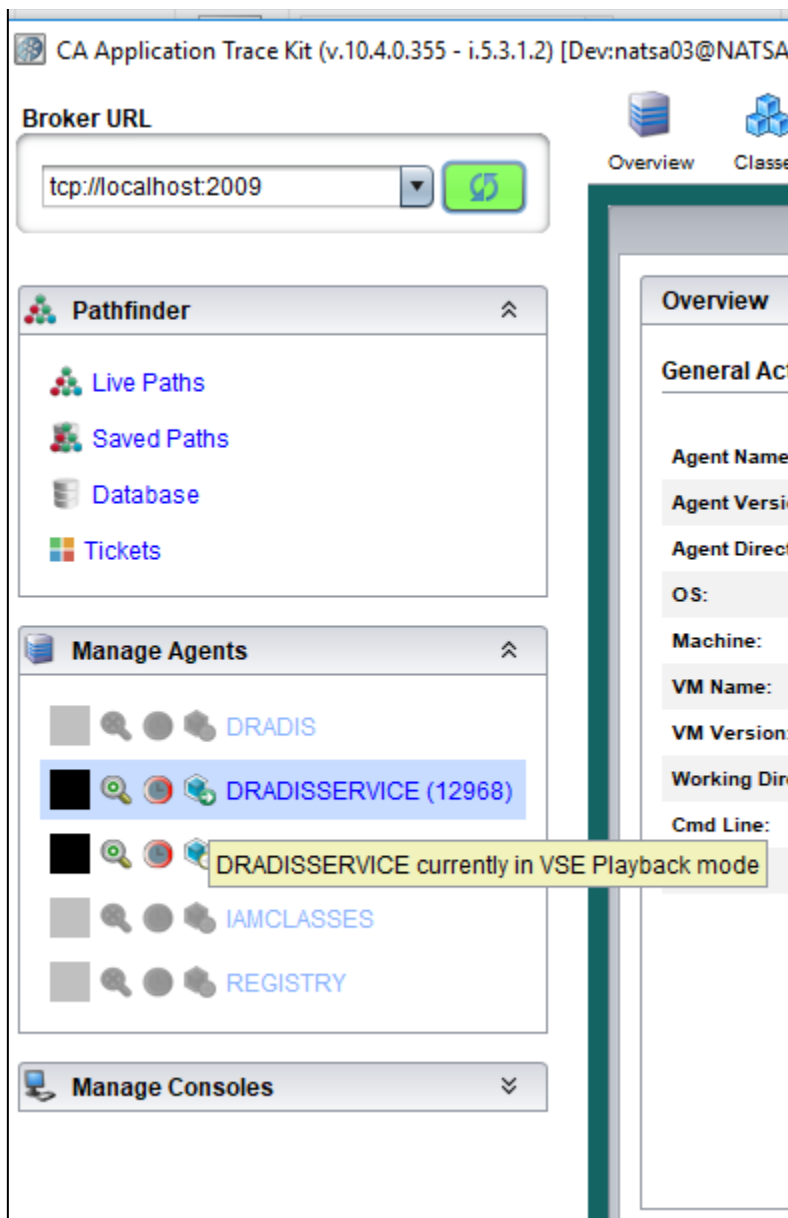 CA Application Trace Kit (v.10.4.0.355 - i.5.3.1.2) [Dev:natsa03@NATSA
Broker URL
tcp://localhost:2009
Overview
Classe
Pathfinder
Live Paths
Saved Paths
Database
Tickets
Manage Agents
DRADIS
DRADISSERVICE (12968)
DRADISSERVICE currently in VSE Playback mode
IAMCLASSES
REGISTRY
Manage Consoles
Overview
General Act
Agent Name
Agent Versi
Agent Direct
OS:
Machine:
VM Name:
VM Version:
Working Dir
Cmd Line: